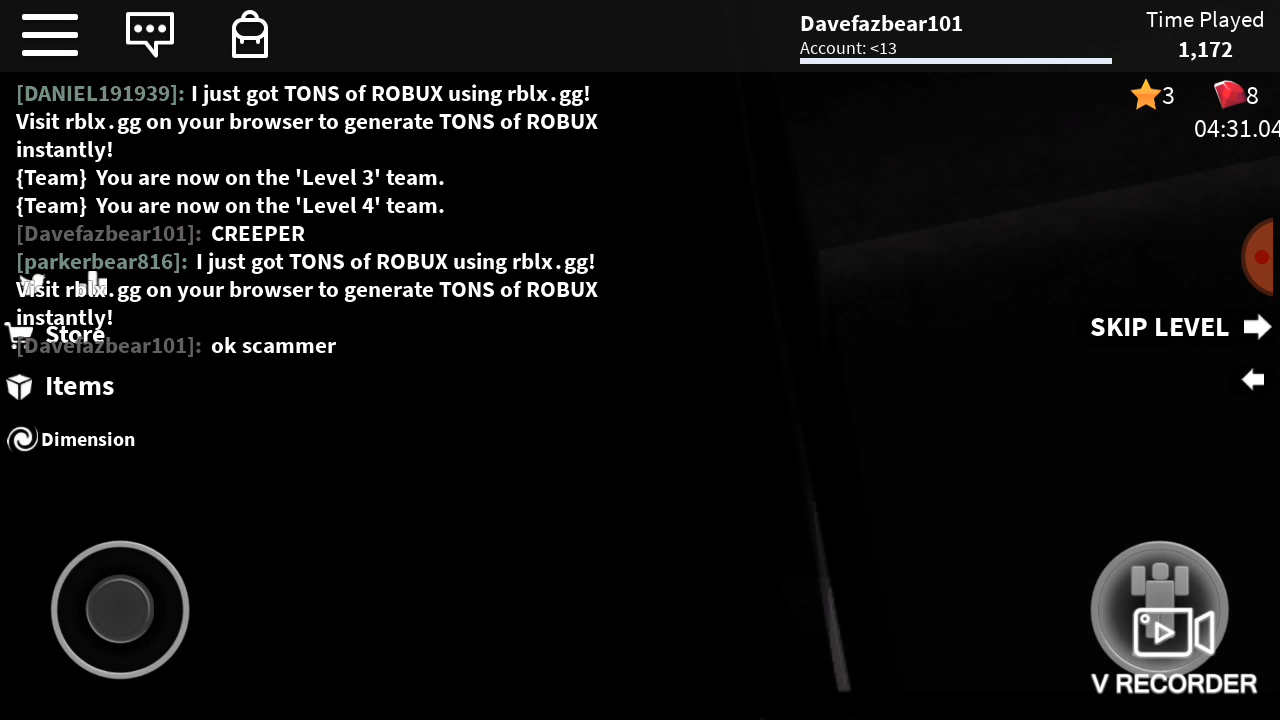 Davefazbear101
Account: <13
Time Played
1,172
[DANIEL191939]: I just got TONS of ROBUX using rblx.gg!
Visit rblx.gg on your browser to generate TONS of ROBUX
instantly!
{Team} You are now on the 'Level 3' team.
{Team} You are now on the 'Level 4' team.
[Davefazbear101]: CREEPER
[parkerbear816]: I just got TONS of ROBUX using rblx.gg!
Visit rblx.gg on your browser to generate TONS of ROBUX
instantly!
[Davefazbear101]: ok scammer
3
8
04:31.04
Store
Items
Dimension
SKIP LEVEL
V RECORDER